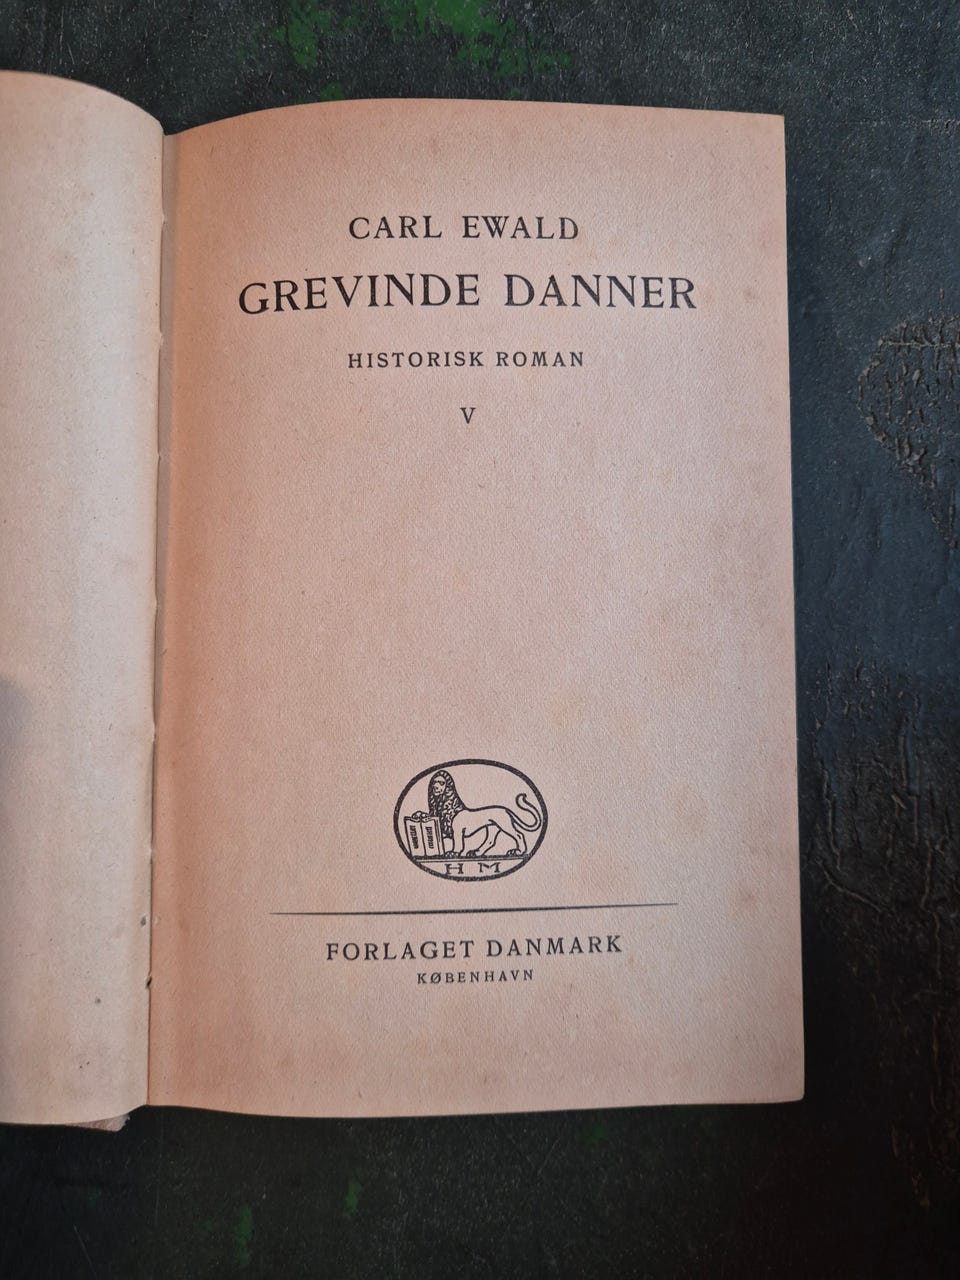 CARL EWALD
GREVINDE DANNER
HISTORISK ROMAN
V
H M
FORLAGET DANMARK
KØBENHAVN